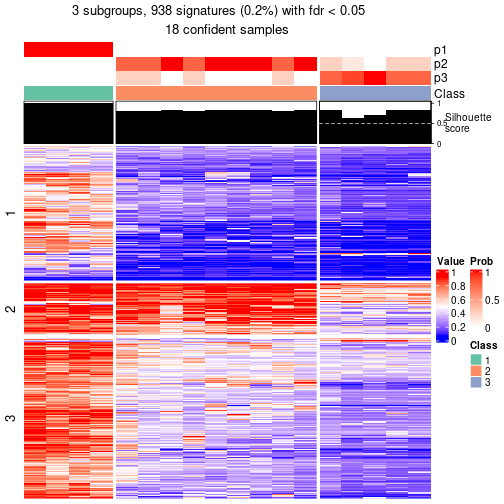 3 subgroups, 938 signatures (0.2%) with fdr < 0.05
18 confident samples
p1
p2
p3
Class
1
0.5
0
Silhouette
score
1
2
3
Value
1
0.8
0.6
0.4
0.2
0
Prob
1
0.5
0
Class
1
2
3